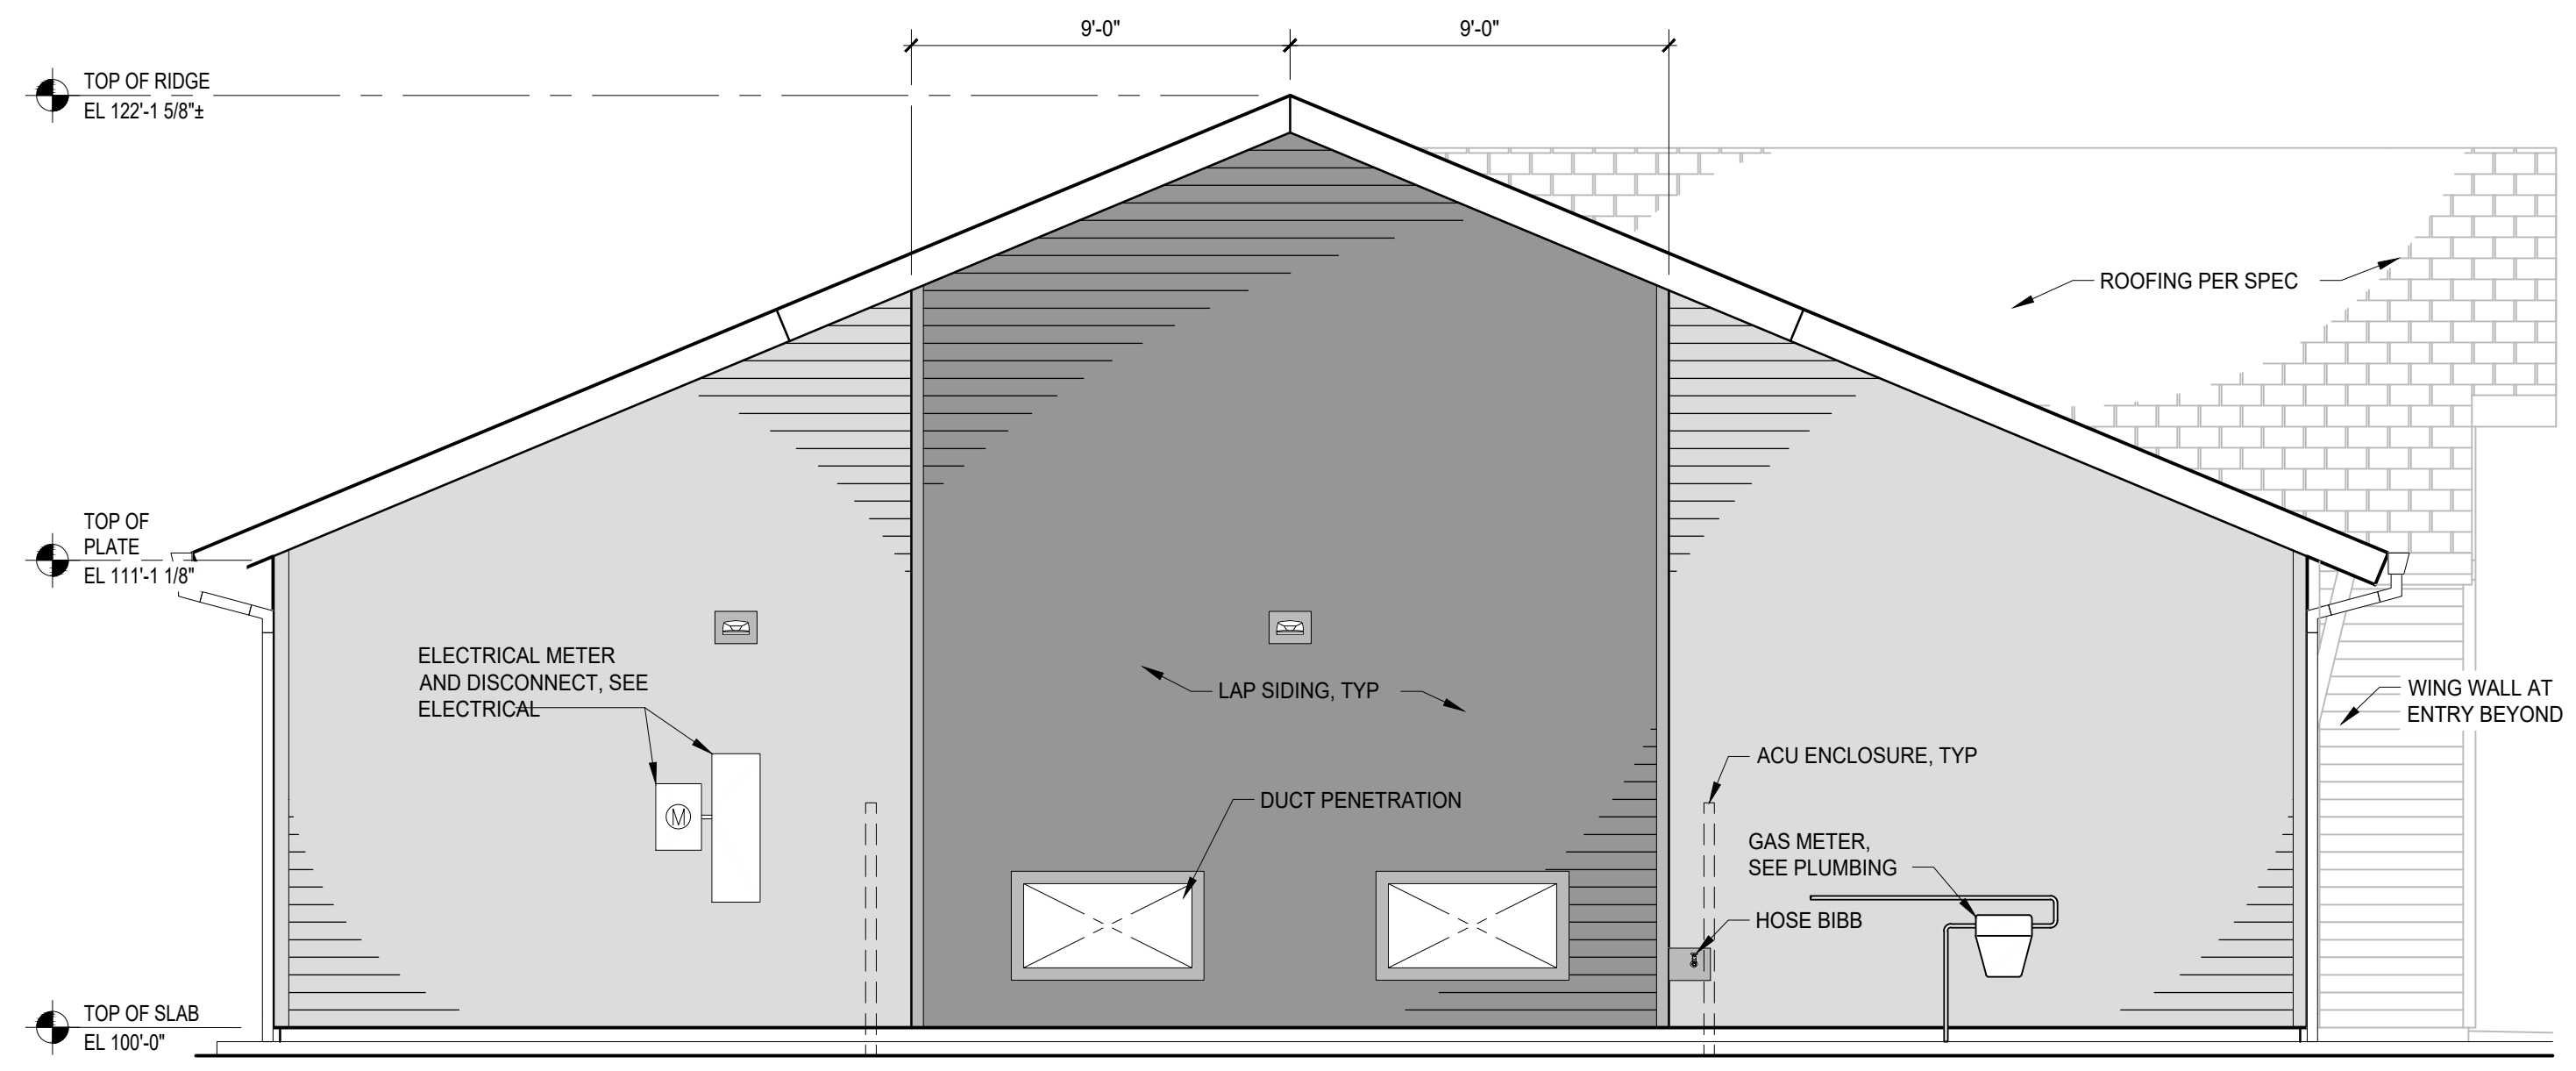 9'-0"
9'-0"
TOP OF RIDGE
EL 122'-1 5/8"±
ROOFING PER SPEC
TOP OF
PLATE
EL 111'-1 1/8"
ELECTRICAL METER
AND DISCONNECT, SEE
ELECTRICAL
LAP SIDING, TYP
WING WALL AT
ENTRY BEYOND
ACU ENCLOSURE, TYP
DUCT PENETRATION
M
GAS METER,
SEE PLUMBING
HOSE BIBB
TOP OF SLAB
EL 100'-0"